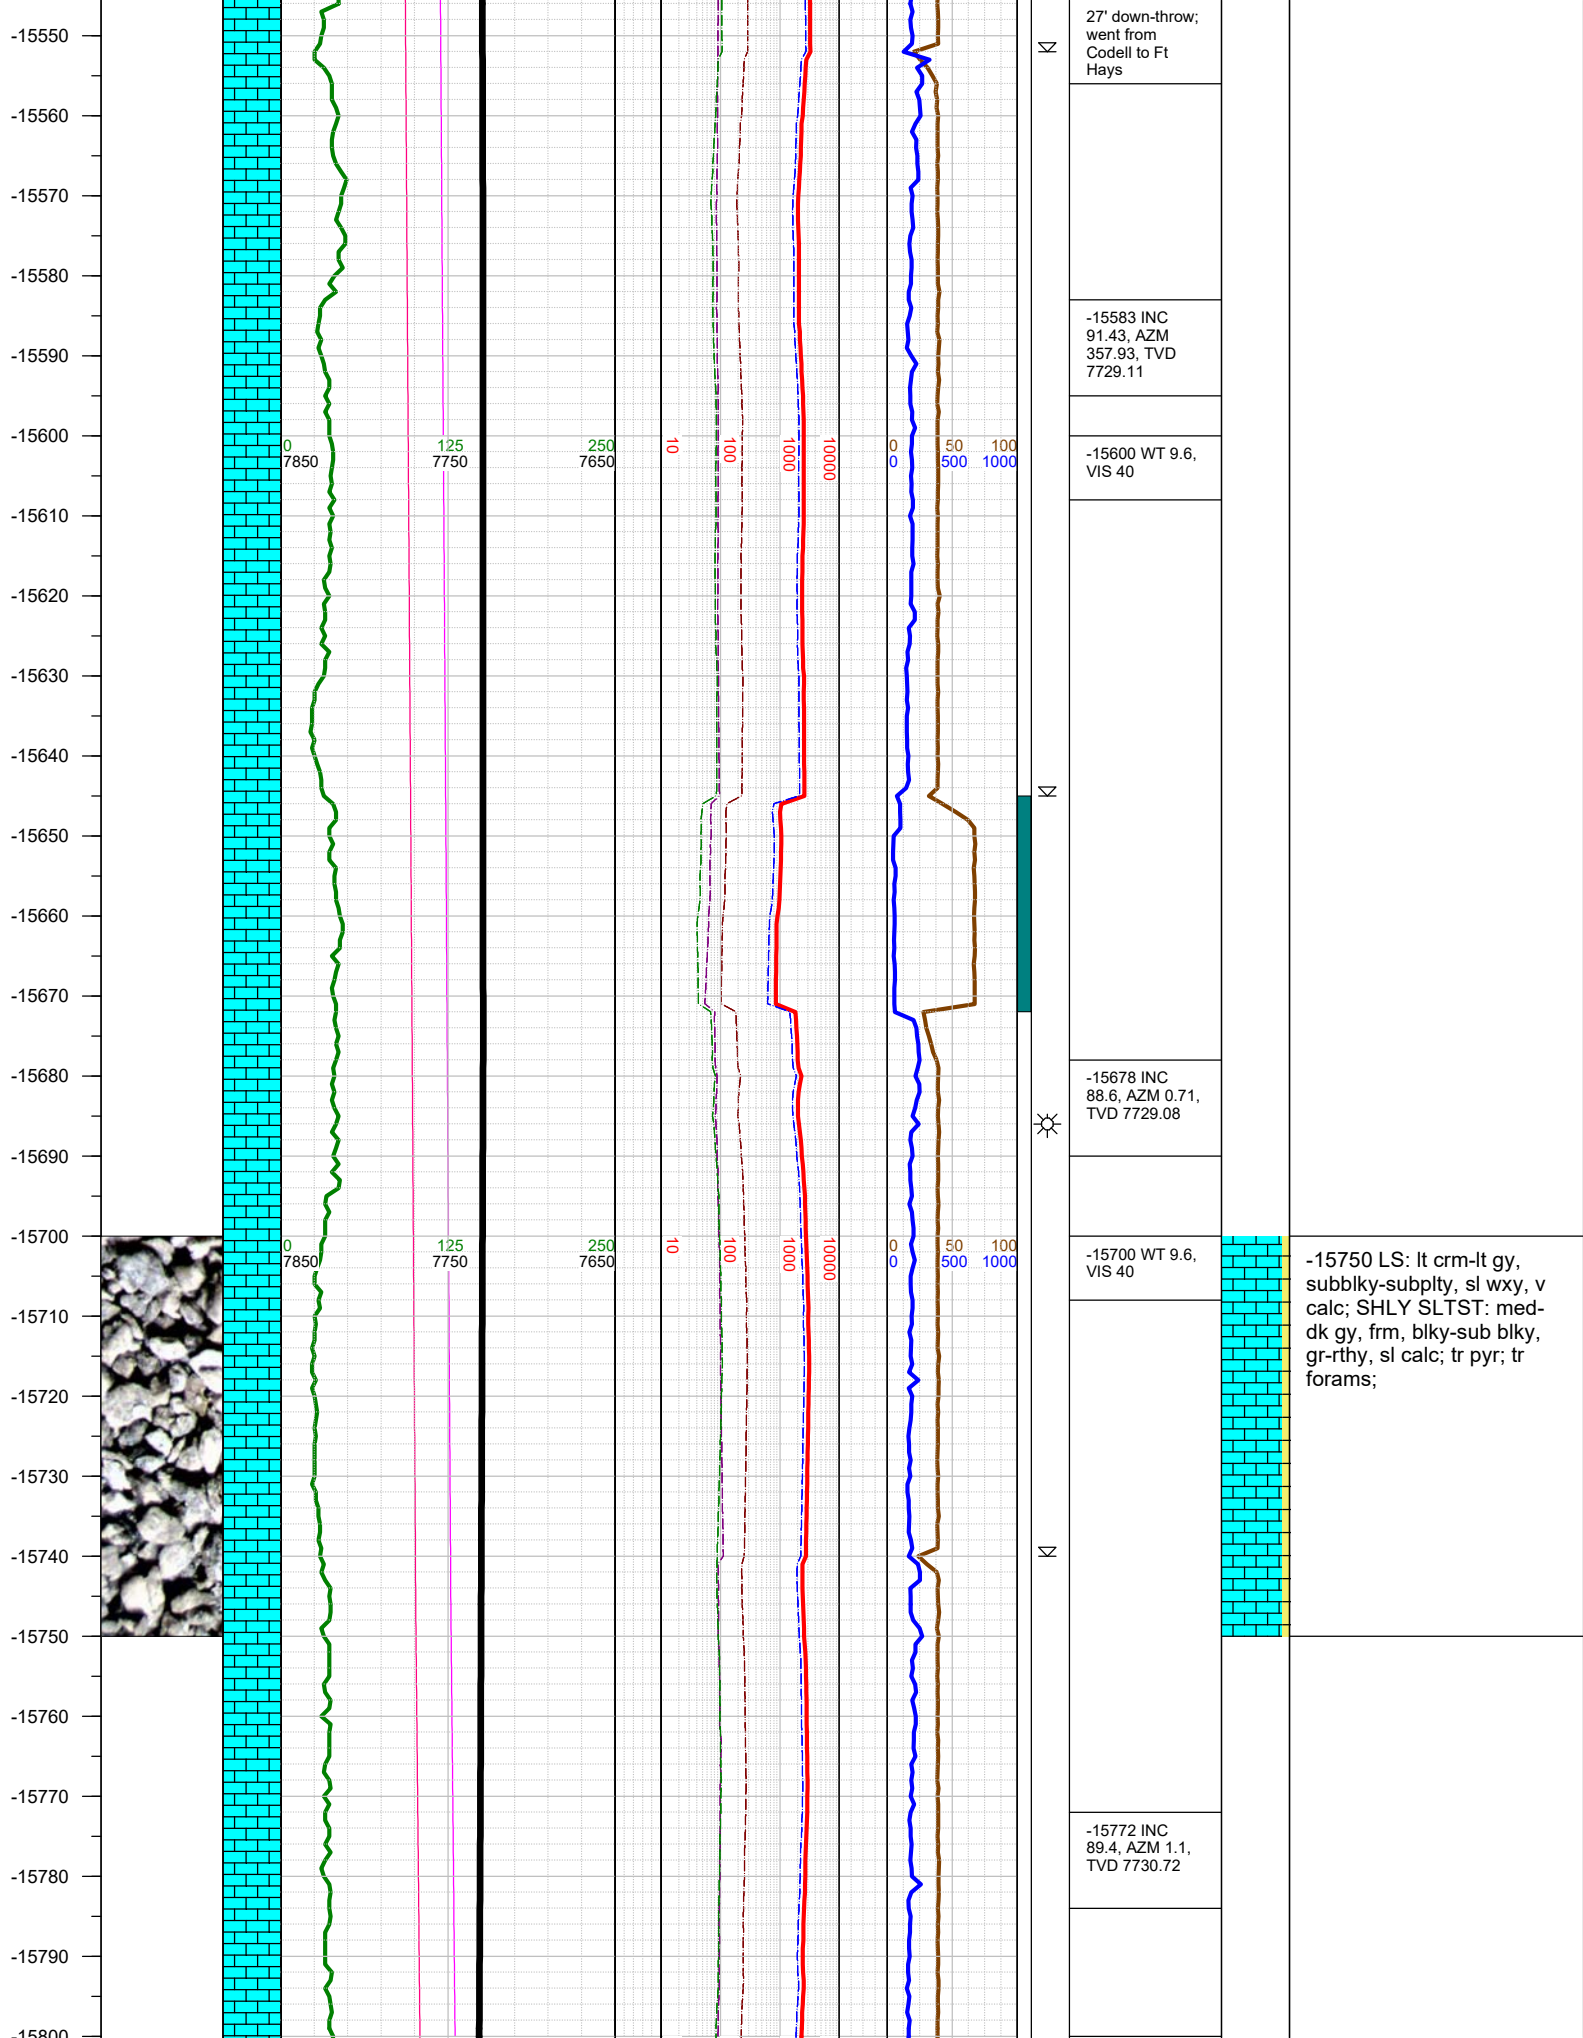 27' down-throw;
went from
Codell to Ft
Hays
-15550
-15560
-15570
-15580
-15583 INC
91.43, AZM
357.93, TVD
7729.11
-15590
-15600
0 125 250 10 100 1000 10000 0 50 100
7850 7750 7650 0 500 1000
-15600 WT 9.6,
VIS 40
-15610
-15620
-15630
-15640
-15650
-15660
-15670
-15680
-15678 INC
88.6, AZM 0.71,
TVD 7729.08
-15690
-15700
0 125 250 10 100 1000 10000 0 50 100
7850 7750 7650 0 500 1000
-15700 WT 9.6,
VIS 40
-15750 LS: lt crm-lt gy,
subblky-subplty, sl wxy, v
calc; SHLY SLTST: med-
dk gy, frm, blky-sub blky,
gr-rthy, sl calc; tr pyr; tr
forams;
-15710
-15720
-15730
-15740
-15750
-15760
-15770
-15772 INC
89.4, AZM 1.1,
TVD 7730.72
-15780
-15790
-15800